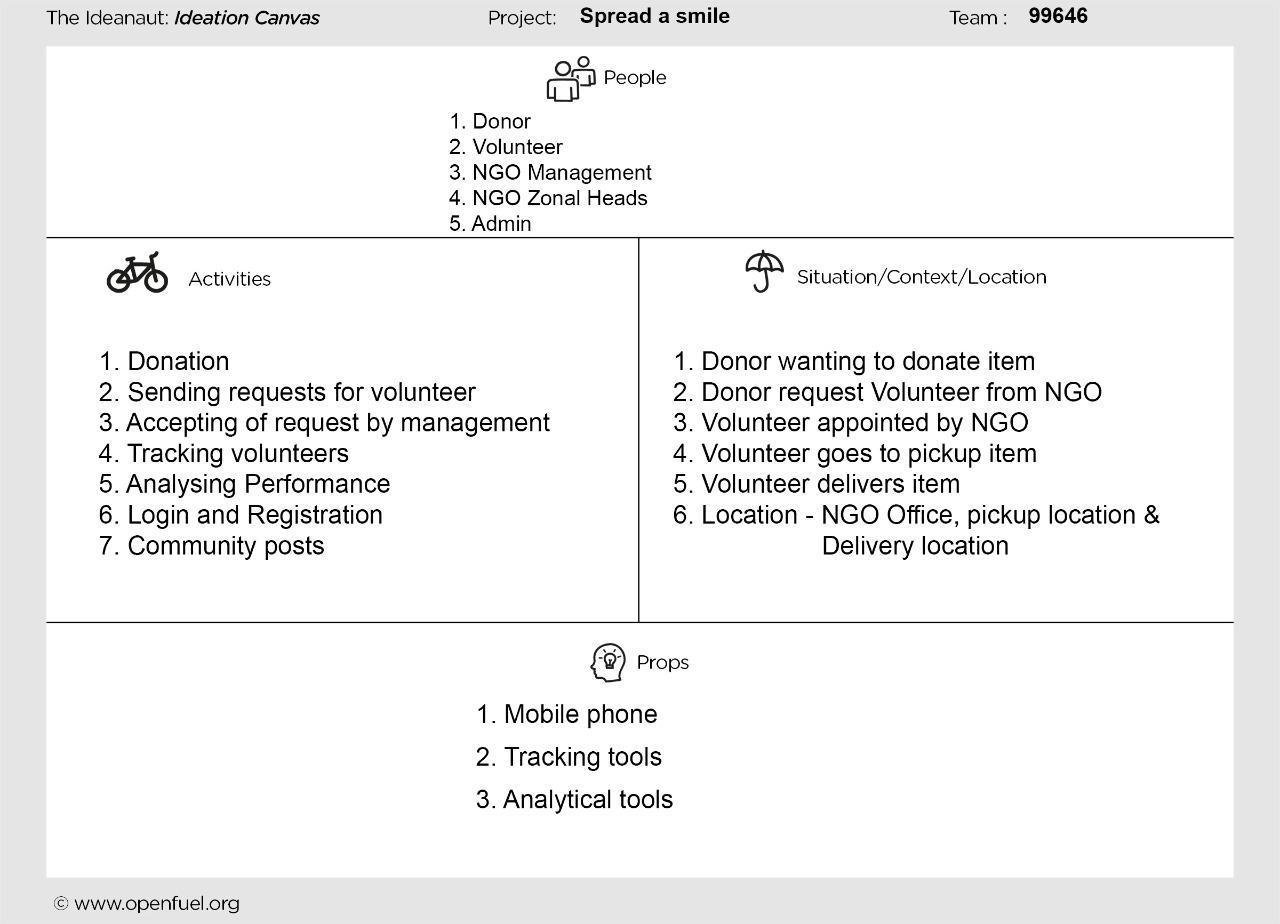 The Ideanaut: Ideation Canvas
Project: Spread a smile
Team : 99646
People
1. Donor
2. Volunteer
3. NGO Management
4. NGO Zonal Heads
5. Admin
Activities
1. Donation
2. Sending requests for volunteer
3. Accepting of request by management
4. Tracking volunteers
5. Analysing Performance
6. Login and Registration
7. Community posts
Situation/Context/Location
1. Donor wanting to donate item
2. Donor request Volunteer from NGO
3. Volunteer appointed by NGO
4. Volunteer goes to pickup item
5. Volunteer delivers item
6. Location - NGO Office, pickup location &
Delivery location
Props
1. Mobile phone
2. Tracking tools
3. Analytical tools
© www.openfuel.org